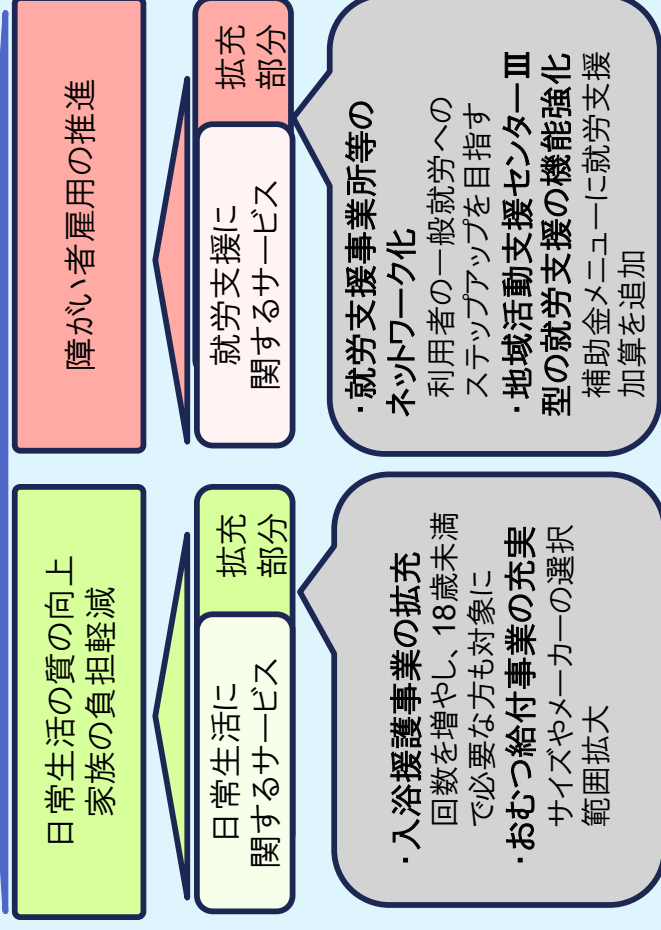 日常生活の質の向上
家族の負担軽減
日常生活に
関するサービス
拡充
部分
・入浴援護事業の拡充
回数を増やし、18歳未満
で必要な方も対象に
・おむつ給付事業の充実
サイズやメーカーの選択
範囲拡大
障がい者雇用の推進
就労支援に
関するサービス
拡充
部分
・就労支援事業所等の
ネットワーク化
利用者の一般就労への
ステップアップを目指す
・地域活動支援センターⅢ
型の就労支援の機能強化
補助金メニューに就労支援
加算を追加